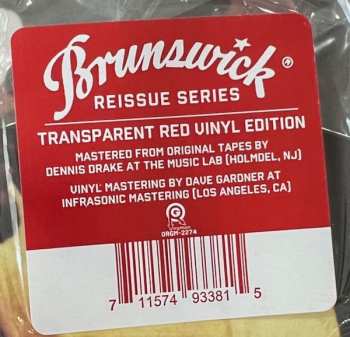 Brunswick
REISSUE SERIES
TRANSPARENT RED VINYL EDITION
MASTERED FROM ORIGINAL TAPES BY
DENNIS DRAKE AT THE MUSIC LAB (HOLMDEL, NJ)
VINYL MASTERING BY DAVE GARDNER AT
INFRASONIC MASTERING (LOS ANGELES, CA)
ORGM-2274
7 11574 93381 5